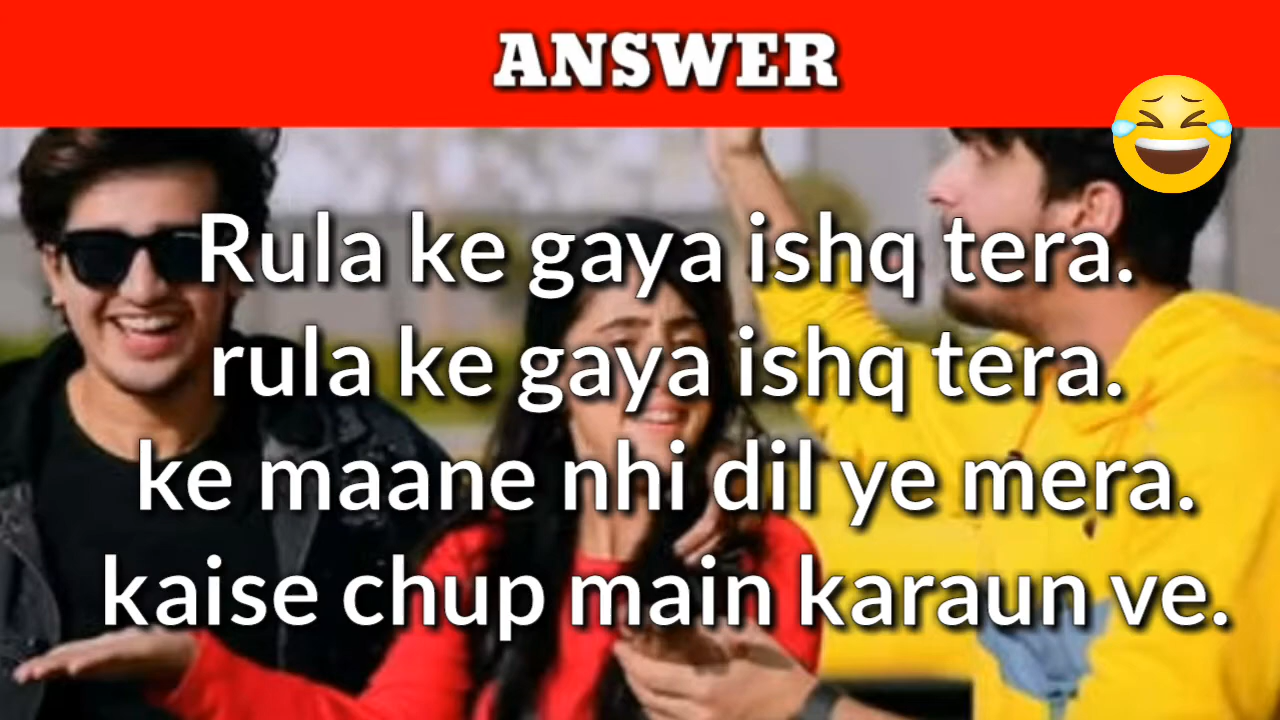 ANSWER
Rula ke gaya ishq tera.
rula ke gaya ishq tera.
ke maane nhi dil ye mera.
kaise chup main karaun ve.